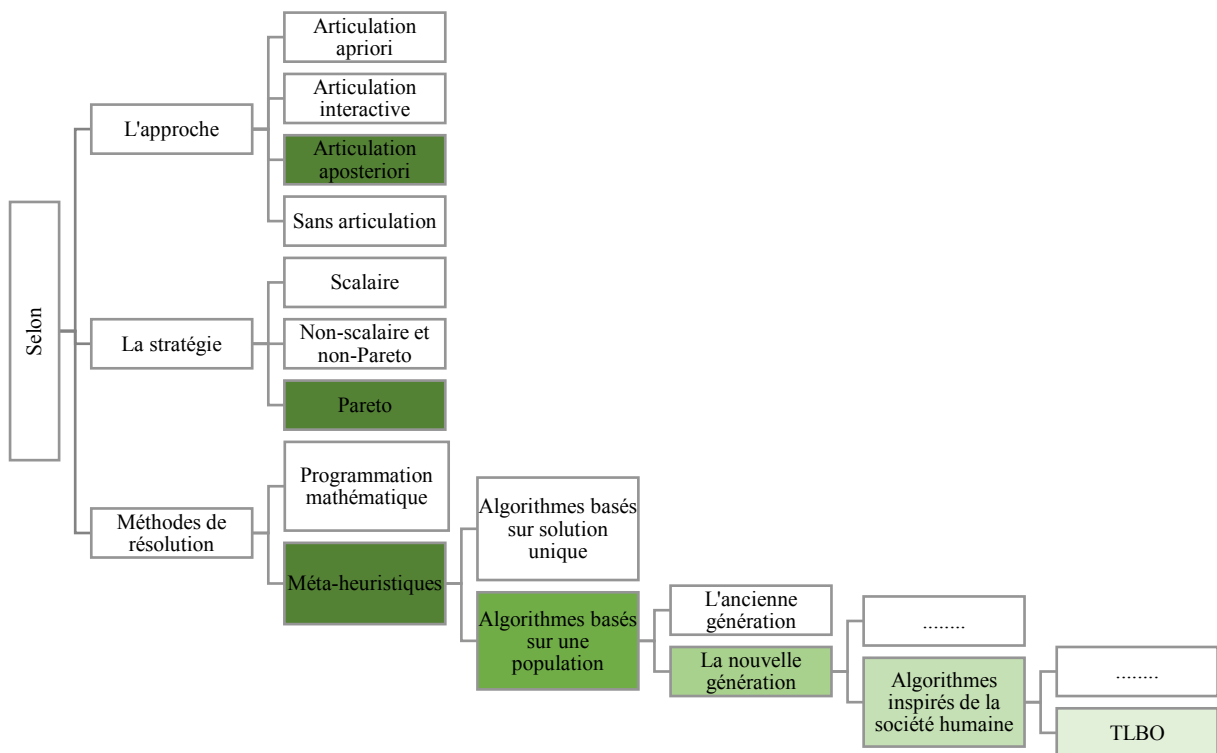 Selon
L'approche
Articulation
apriori
Articulation
interactive
Articulation
aposteriori
Sans articulation
La stratégie
Scalaire
Non-scalaire et
non-Pareto
Pareto
Méthodes de
résolution
Programmation
mathématique
Méta-heuristiques
Algorithmes basés
sur solution
unique
Algorithmes basés
sur une
population
L'ancienne
génération
La nouvelle
génération
........
Algorithmes
inspirés de la
société humaine
........
TLBO